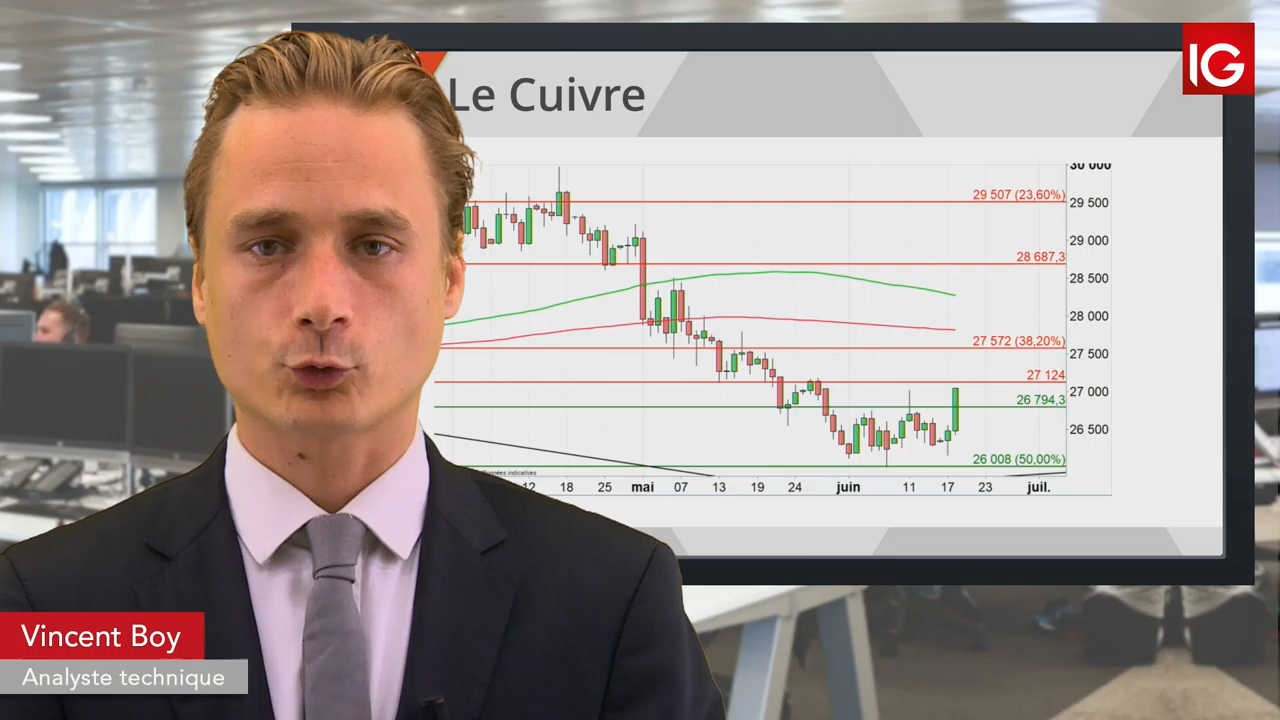 IG
Le Cuivre
30 000
29 507 (23,60%)
29 500
29 000
28 687,3
28 500
28 000
27 572 (38,20%)
27 500
27 124
27 000
26 794,3
26 500
26 008 (50,00%)
données indicatives
12 18 25 mai 07 13 19 24 juin 11 17 23 juil.
Vincent Boy
Analyste technique